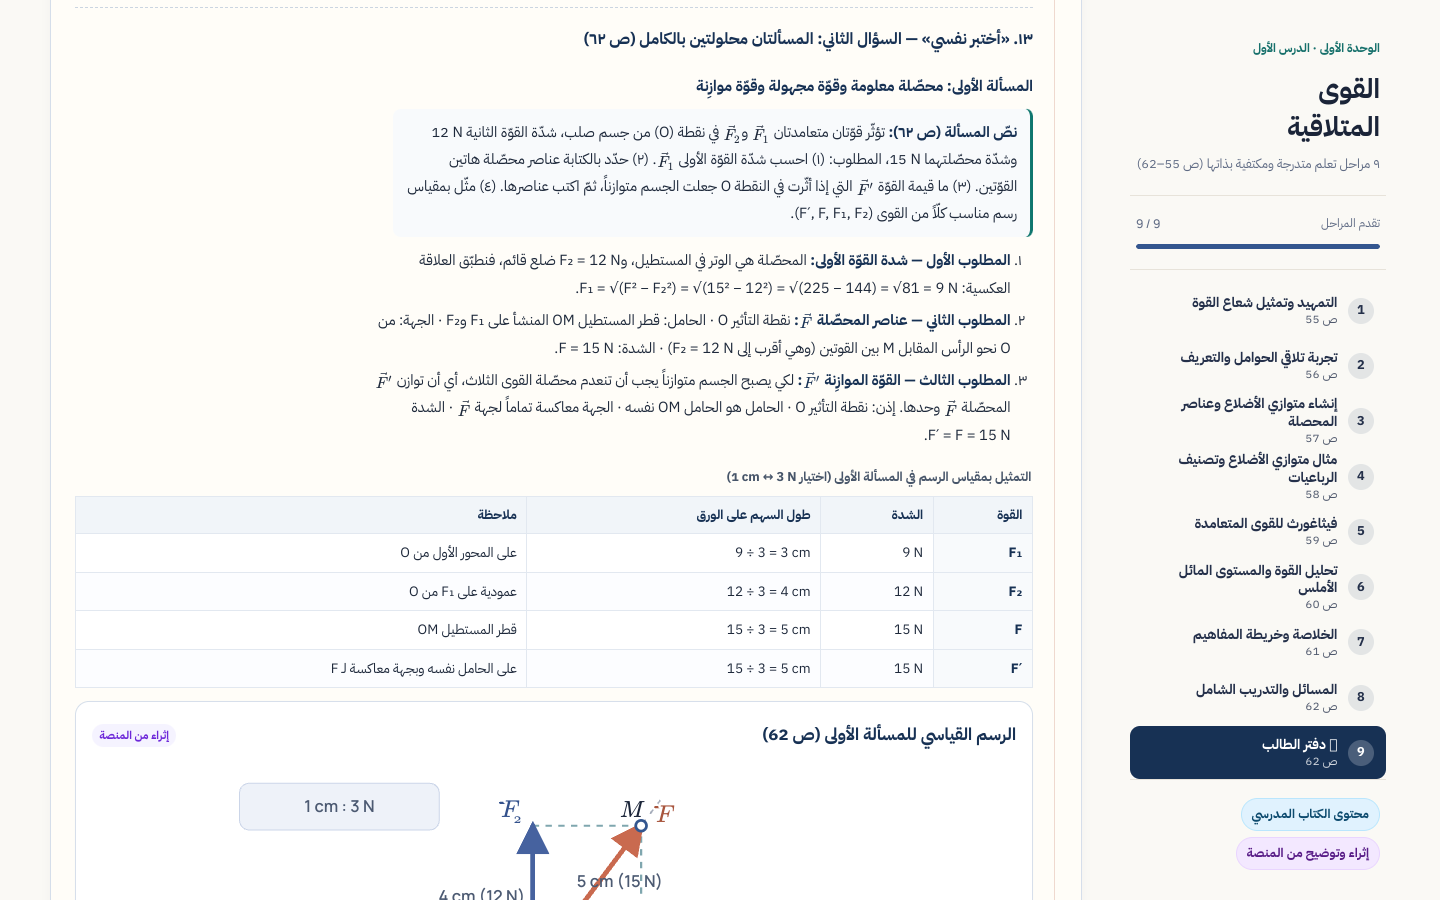 الوحدة الأولى · الدرس الأول
القوى
المتلاقية
٩ مراحل تعلم متدرجة ومكتفية بذاتها (ص 55–62)
تقدم المراحل
9 / 9
1
التمهيد وتمثيل شعاع القوة
ص 55
2
تجربة تلاقي الحوامل والتعريف
ص 56
3
إنشاء متوازي الأضلاع وعناصر
المحصلة
ص 57
4
مثال متوازي الأضلاع وتصنيف
الرباعيات
ص 58
5
فيثاغورث للقوى المتعامدة
ص 59
6
تحليل القوة والمستوى المائل
الأملس
ص 60
7
الخلاصة وخريطة المفاهيم
ص 61
8
المسائل والتدريب الشامل
ص 62
9
دفتر الطالب
ص 62
محتوى الكتاب المدرسي
إثراء وتوضيح من المنصة
١٣. «أختبر نفسي» — السؤال الثاني: المسألتان محلولتين بالكامل (ص ٦٢)
المسألة الأولى: محصّلة معلومة وقوّة مجهولة وقوّة موازِنة
نصّ المسألة (ص ٦٢): تؤثّر قوّتان متعامدتان F⃗₁ و F⃗₂ في نقطة (O) من جسم صلب، شدّة القوّة الثانية 12 N
وشدّة محصّلتهما 15 N، المطلوب: (١) احسب شدّة القوّة الأولى F⃗₁. (٢) حدّد بالكتابة عناصر محصّلة هاتين
القوّتين. (٣) ما قيمة القوّة F⃗′ التي إذا أثّرت في النقطة O جعلت الجسم متوازناً، ثمّ اكتب عناصرها. (٤) مثّل بمقياس
رسم مناسب كلّاً من القوى (F′, F, F₁, F₂).
١. المطلوب الأول — شدة القوّة الأولى: المحصّلة هي الوتر في المستطيل، وF₂ = 12 N ضلع قائم، فنطبّق العلاقة
العكسية: F₁ = √(F² − F₂²) = √(15² − 12²) = √(225 − 144) = √81 = 9 N.
٢. المطلوب الثاني — عناصر المحصّلة F⃗: نقطة التأثير O · الحامل: قطر المستطيل OM المنشأ على F₁ وF₂ · الجهة: من
O نحو الرأس المقابل M بين القوتين (وهي أقرب إلى F₂ = 12 N) · الشدة: F = 15 N.
٣. المطلوب الثالث — القوّة الموازِنة F⃗′: لكي يصبح الجسم متوازناً يجب أن تنعدم محصّلة القوى الثلاث، أي أن توازن F⃗′
المحصّلة F⃗ وحدها. إذن: نقطة التأثير O · الحامل هو الحامل OM نفسه · الجهة معاكسة تماماً لجهة F⃗ · الشدة
F′ = F = 15 N.
التمثيل بمقياس الرسم في المسألة الأولى (اختيار 1 cm ↔ 3 N)
القوة الشدة طول السهم على الورق ملاحظة
F₁ 9 N 9 ÷ 3 = 3 cm على المحور الأول من O
F₂ 12 N 12 ÷ 3 = 4 cm عمودية على F₁ من O
F 15 N 15 ÷ 3 = 5 cm قطر المستطيل OM
F′ 15 N 15 ÷ 3 = 5 cm على الحامل نفسه وبجهة معاكسة لـ F
الرسم القياسي للمسألة الأولى (ص 62)
إثراء من المنصة
1 cm : 3 N
F⃗₂
M
F⃗
5 cm (15 N)
4 cm (12 N)